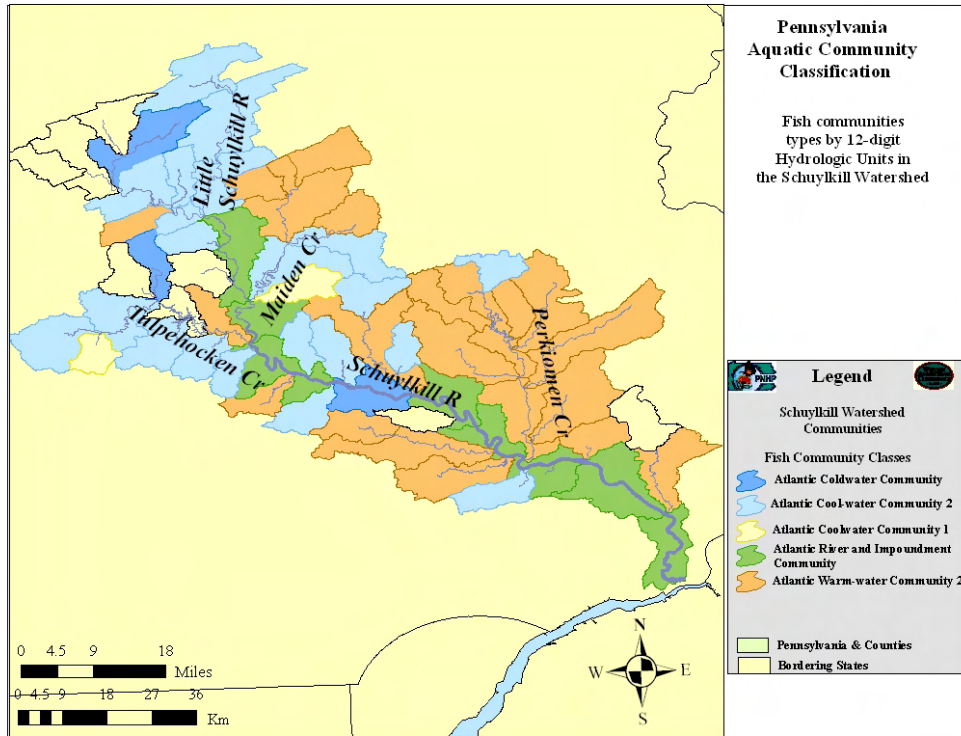 Pennsylvania
Aquatic Community
Classification
Fish communities
types by 12-digit
Hydrologic Units in
the Schuylkill Watershed
Little
Schuylkill R
Maiden Cr
Tulpehocken Cr
Schuylkill R
Perkiomen Cr
PNHP
Legend
Schuylkill Watershed
Communities
Fish Community Classes
Atlantic Coldwater Community
Atlantic Cool-water Community 2
Atlantic Coolwater Community 1
Atlantic River and Impoundment
Community
Atlantic Warm-water Community 2
Pennsylvania & Counties
Bordering States
0 4.5 9 18
Miles
0 4.5 9 18 27 36
Km
N
W E
S